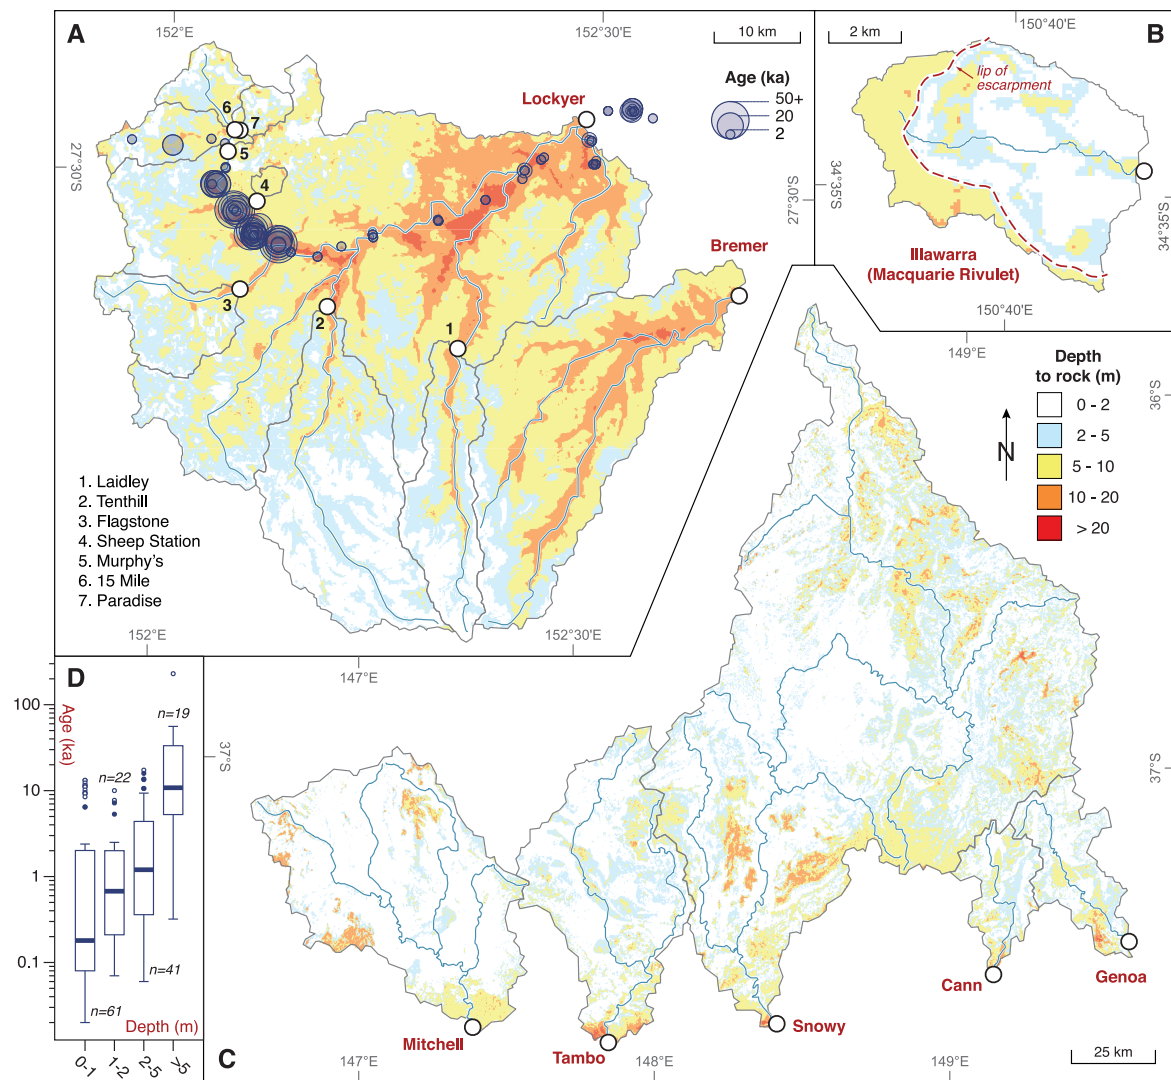 A
152°E
152°30'E
10 km
27°30'S
Lockyer
Age (ka)
50+
20
2
6
7
5
4
3
2
1
Bremer
27°30'S
1. Laidley
2. Tenthill
3. Flagstone
4. Sheep Station
5. Murphy's
6. 15 Mile
7. Paradise
152°E
152°30'E
B
2 km
150°40'E
lip of
escarpment
34°35'S
34°35'S
Illawarra
(Macquarie Rivulet)
150°40'E
149°E
36°S
Depth
to rock (m)
0 - 2
2 - 5
5 - 10
10 - 20
> 20
N
147°E
37°S
37°S
Mitchell
Tambo
Snowy
Cann
Genoa
C
147°E
148°E
149°E
25 km
D
Age (ka)
100
10
1
0.1
n=19
n=22
n=41
n=61
Depth (m)
0-1
1-2
2-5
>5